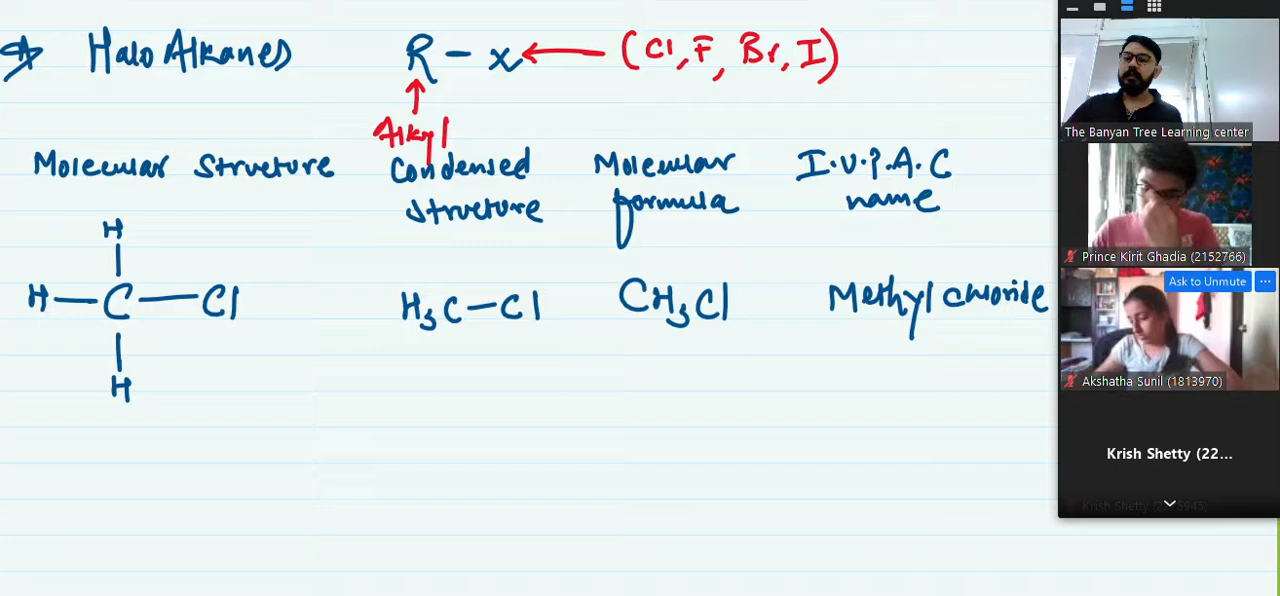 Halo Alkanes R - x ← (Cl, F, Br, I)
Alkyl
Molecular Structure Condensed Structure Molecular formula I.U.P.A.C name
H
H - C - Cl H₃C - Cl CH₃Cl Methyl chloride
H
The Banyan Tree Learning center
Prince Kirit Ghadia (2152766)
Ask to Unmute ...
Akshatha Sunil (1813970)
Krish Shetty (22...